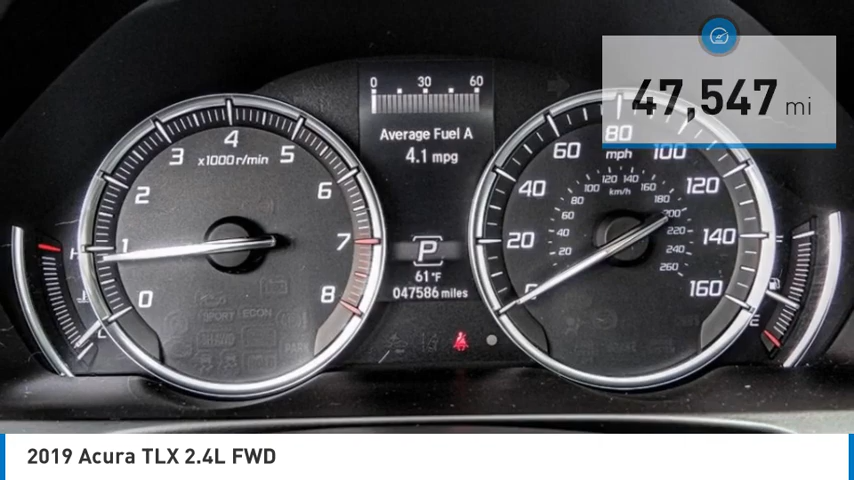 47,547 mi
0 30 60
Average Fuel A
4.1 mpg
P
61°F
047586 miles
0 1 2 3 4 5 6 7 8
x1000r/min
H
C
SPORT ECON
PARK
0 20 40 60 80 100 120 140 160
mph
20 40 60 80 100 120 140 160 180 200 220 240 260
km/h
F
E
2019 Acura TLX 2.4L FWD